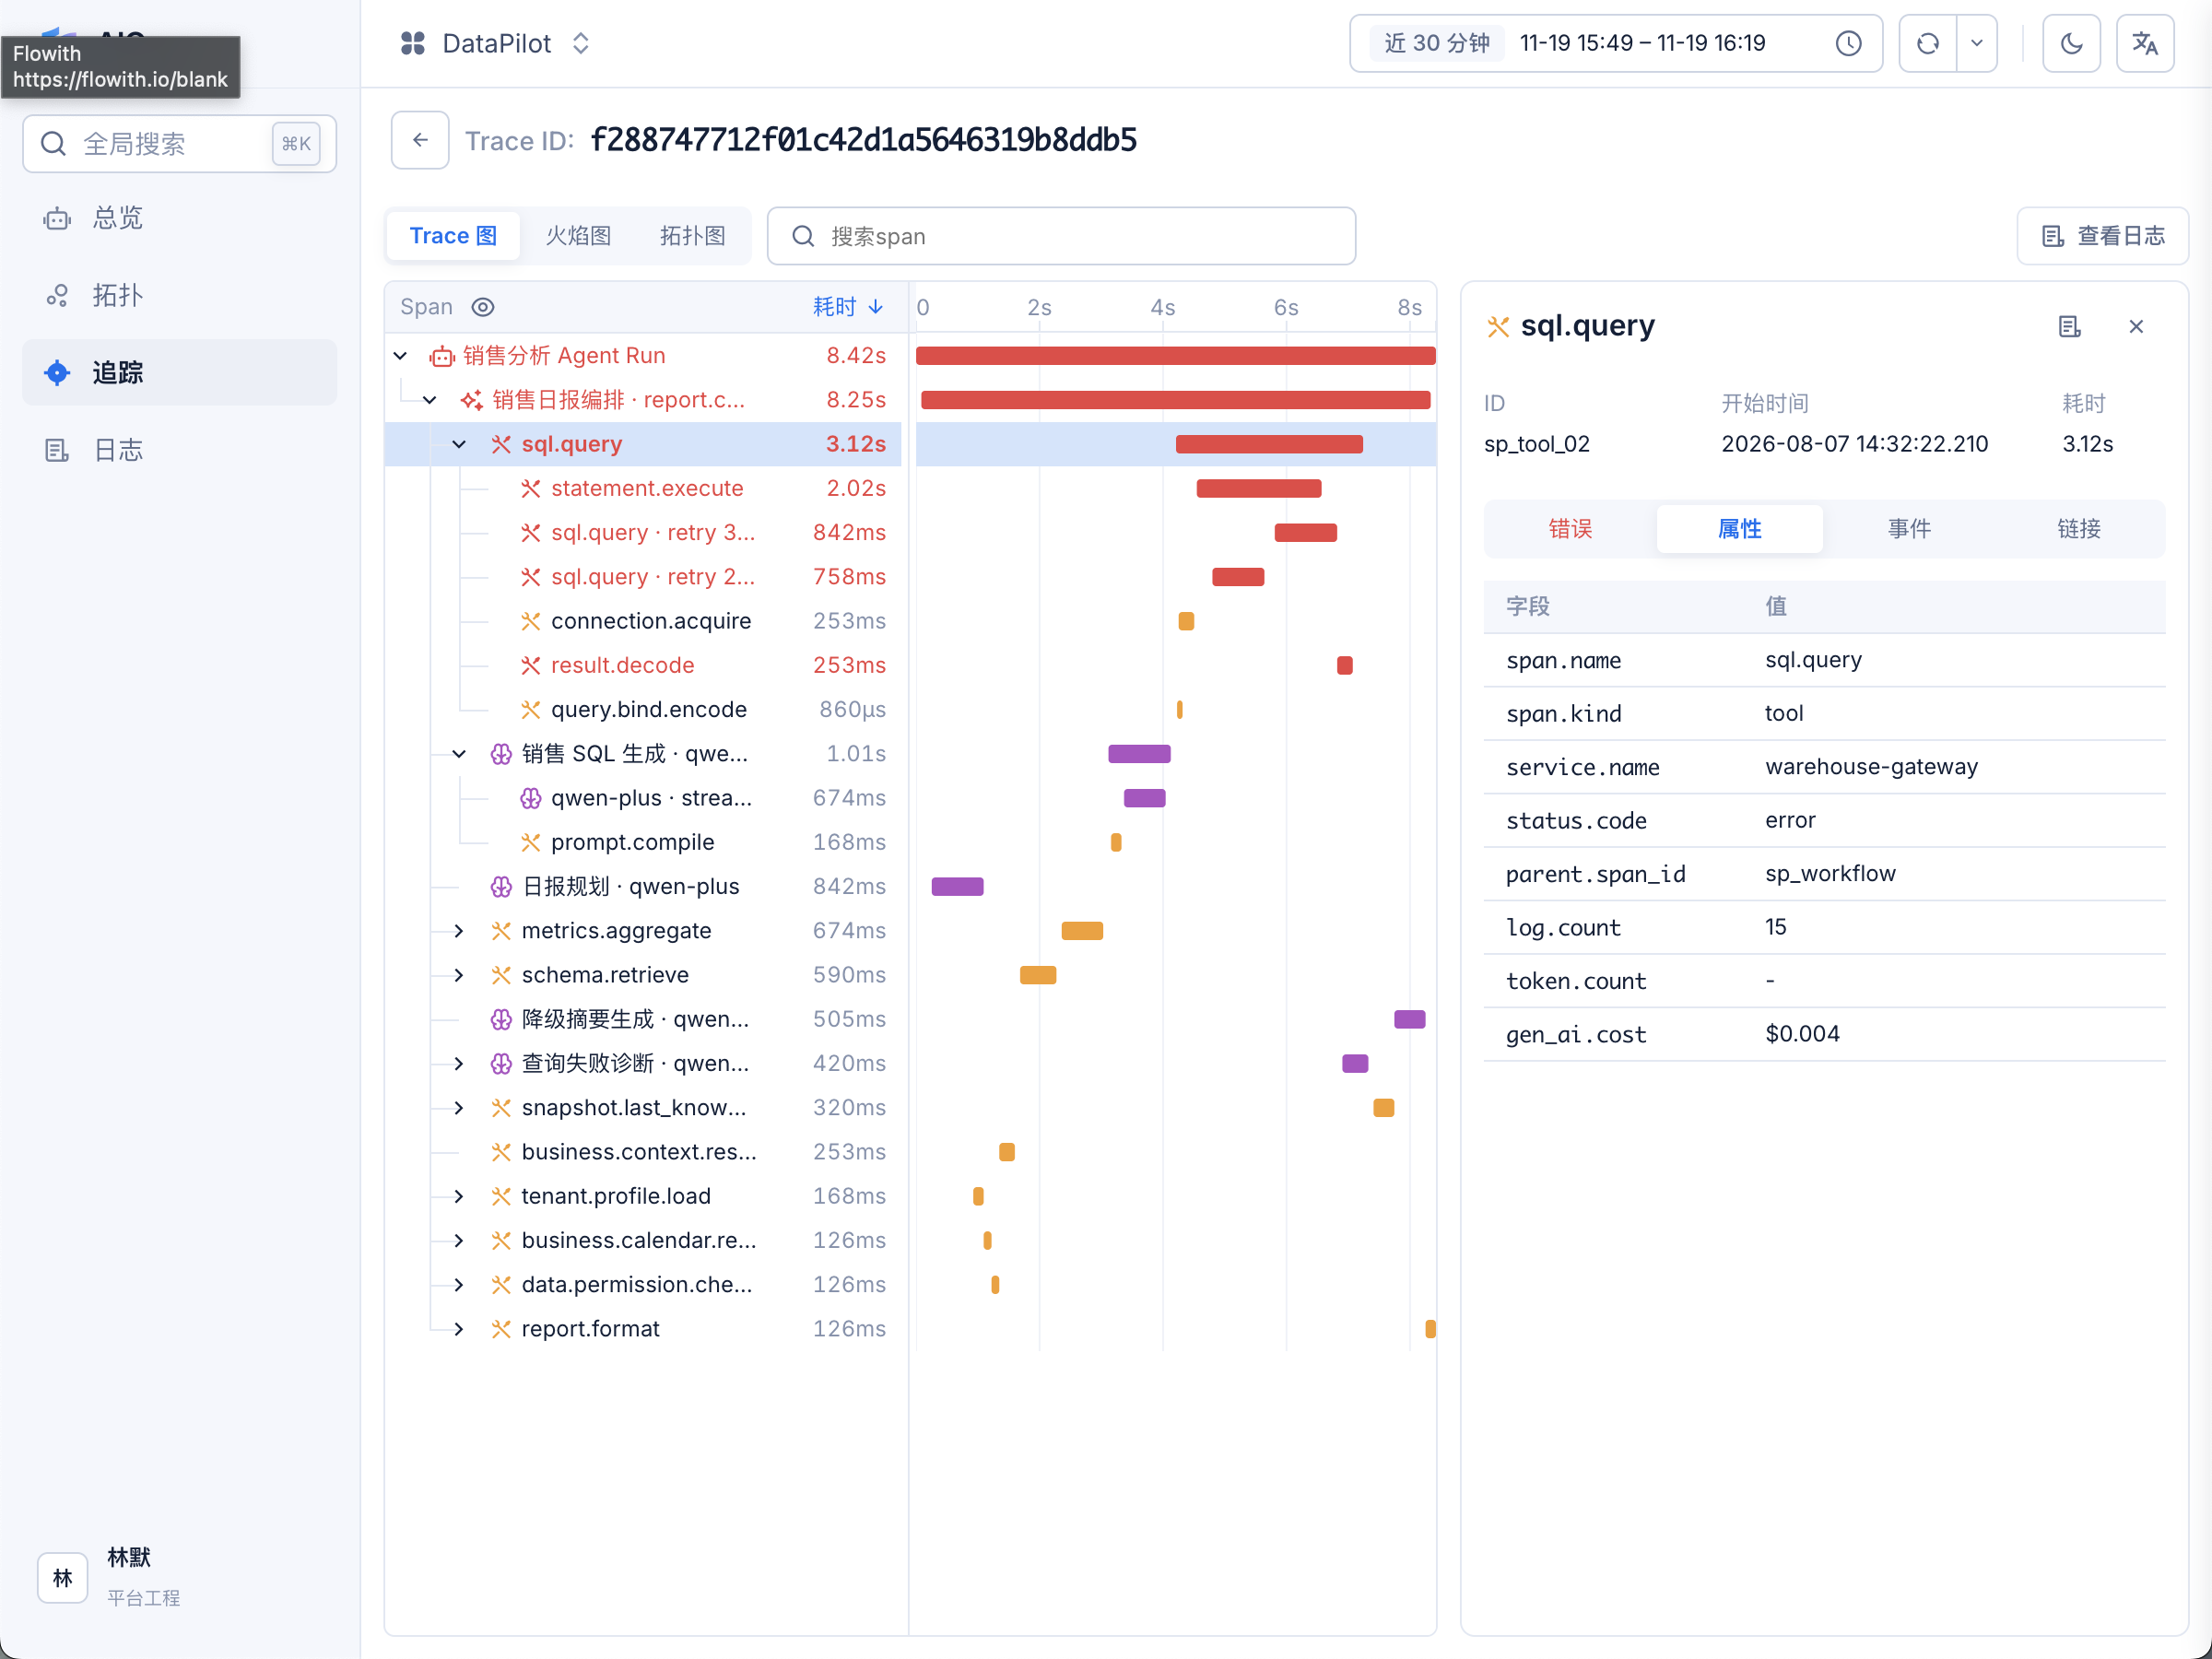 Flowith
https://flowith.io/blank
DataPilot
近 30 分钟 11-19 15:49 – 11-19 16:19
全局搜索 ⌘K
总览
拓扑
追踪
日志
林
林默
平台工程
Trace ID: f288747712f01c42d1a5646319b8ddb5
Trace 图 火焰图 拓扑图
搜索span
查看日志
Span 耗时 ↓ 0 2s 4s 6s 8s
销售分析 Agent Run 8.42s
销售日报编排 · report.c... 8.25s
sql.query 3.12s
statement.execute 2.02s
sql.query · retry 3... 842ms
sql.query · retry 2... 758ms
connection.acquire 253ms
result.decode 253ms
query.bind.encode 860μs
销售 SQL 生成 · qwe... 1.01s
qwen-plus · strea... 674ms
prompt.compile 168ms
日报规划 · qwen-plus 842ms
metrics.aggregate 674ms
schema.retrieve 590ms
降级摘要生成 · qwen... 505ms
查询失败诊断 · qwen... 420ms
snapshot.last_know... 320ms
business.context.res... 253ms
tenant.profile.load 168ms
business.calendar.re... 126ms
data.permission.che... 126ms
report.format 126ms
sql.query
ID 开始时间 耗时
sp_tool_02 2026-08-07 14:32:22.210 3.12s
错误 属性 事件 链接
字段 值
span.name sql.query
span.kind tool
service.name warehouse-gateway
status.code error
parent.span_id sp_workflow
log.count 15
token.count -
gen_ai.cost $0.004